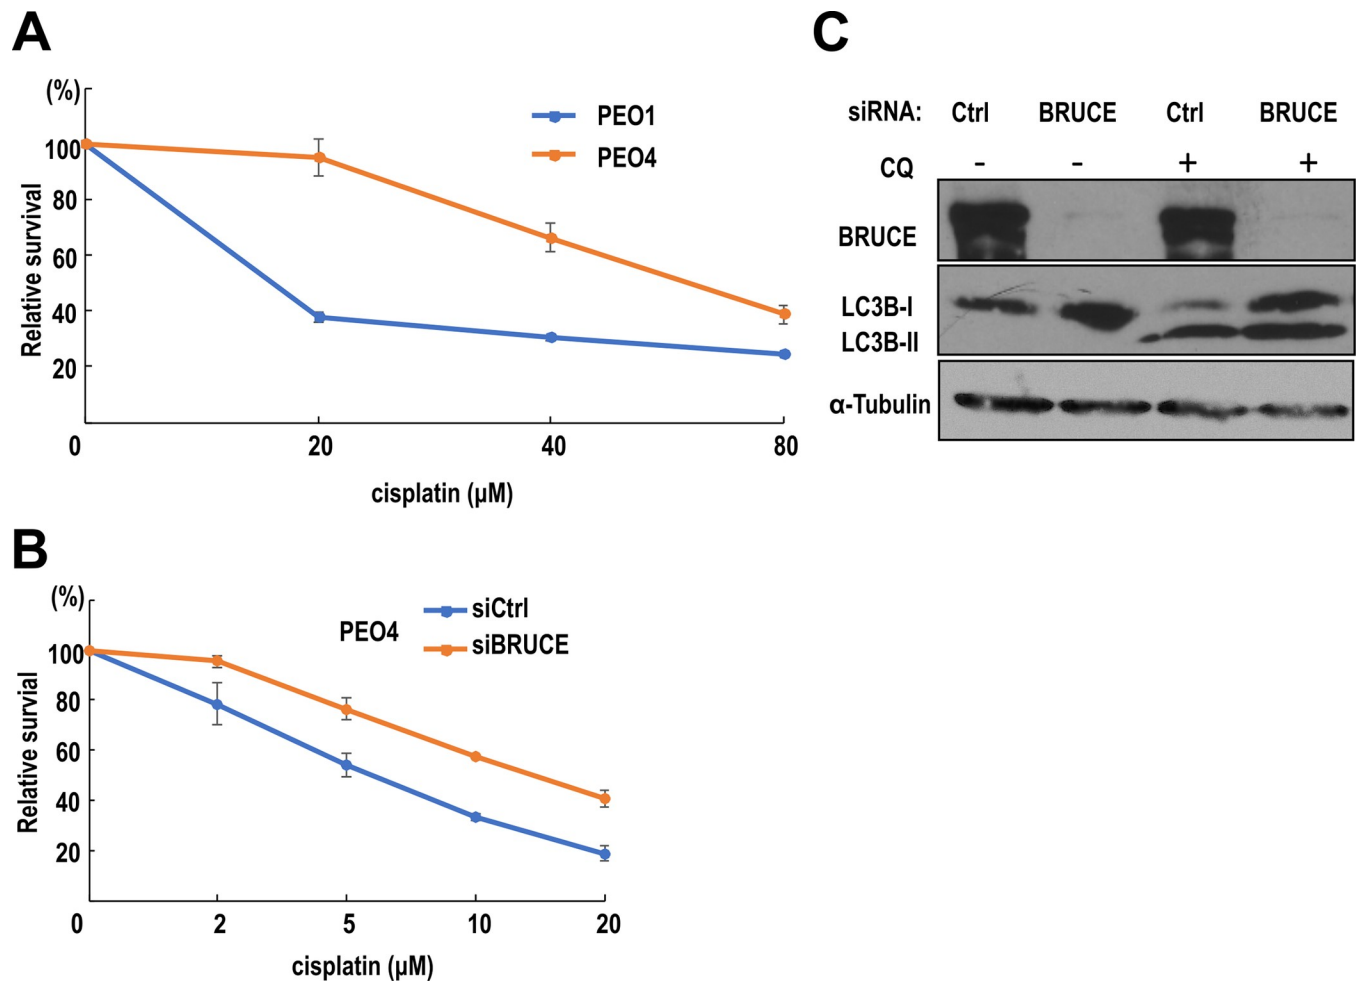 A
(%)
100
80
60
40
20
0
20
40
80
Relative survival
cisplatin (µM)
PEO1
PEO4
B
(%)
100
80
60
40
20
0
2
5
10
20
Relative survial
cisplatin (µM)
PEO4
siCtrl
siBRUCE
C
siRNA: Ctrl BRUCE Ctrl BRUCE
CQ - - + +
BRUCE
LC3B-I
LC3B-II
α-Tubulin